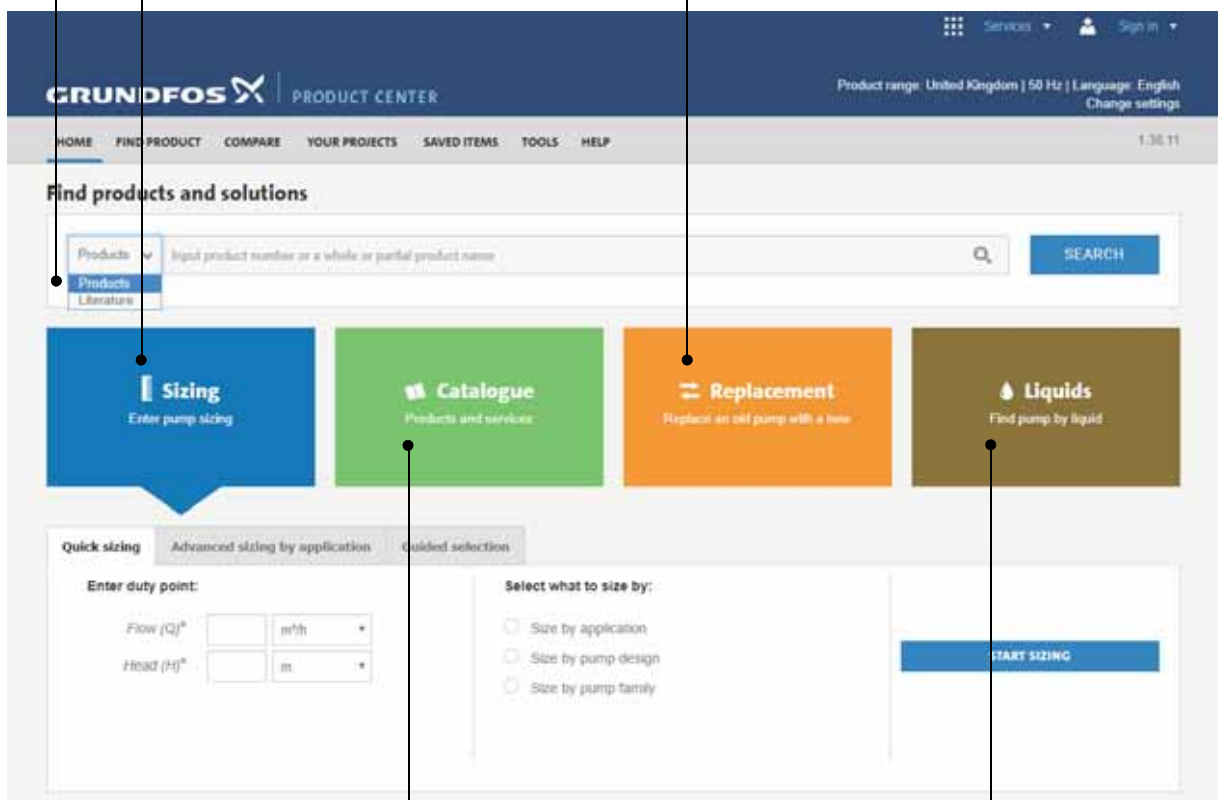 Services Sign in
GRUNDFOS PRODUCT CENTER
Product range: United Kingdom | 50 Hz | Language: English
Change settings
HOME FIND PRODUCT COMPARE YOUR PROJECTS SAVED ITEMS TOOLS HELP
1.36.11
Find products and solutions
Products Input product number or a whole or partial product name SEARCH
Products
Literature
Sizing
Enter pump sizing
Catalogue
Products and services
Replacement
Replace an old pump with a new
Liquids
Find pump by liquid
Quick sizing Advanced sizing by application Guided selection
Enter duty point:
Flow (Q)* m³/h
Head (H)* m
Select what to size by:
Size by application
Size by pump design
Size by pump family
START SIZING